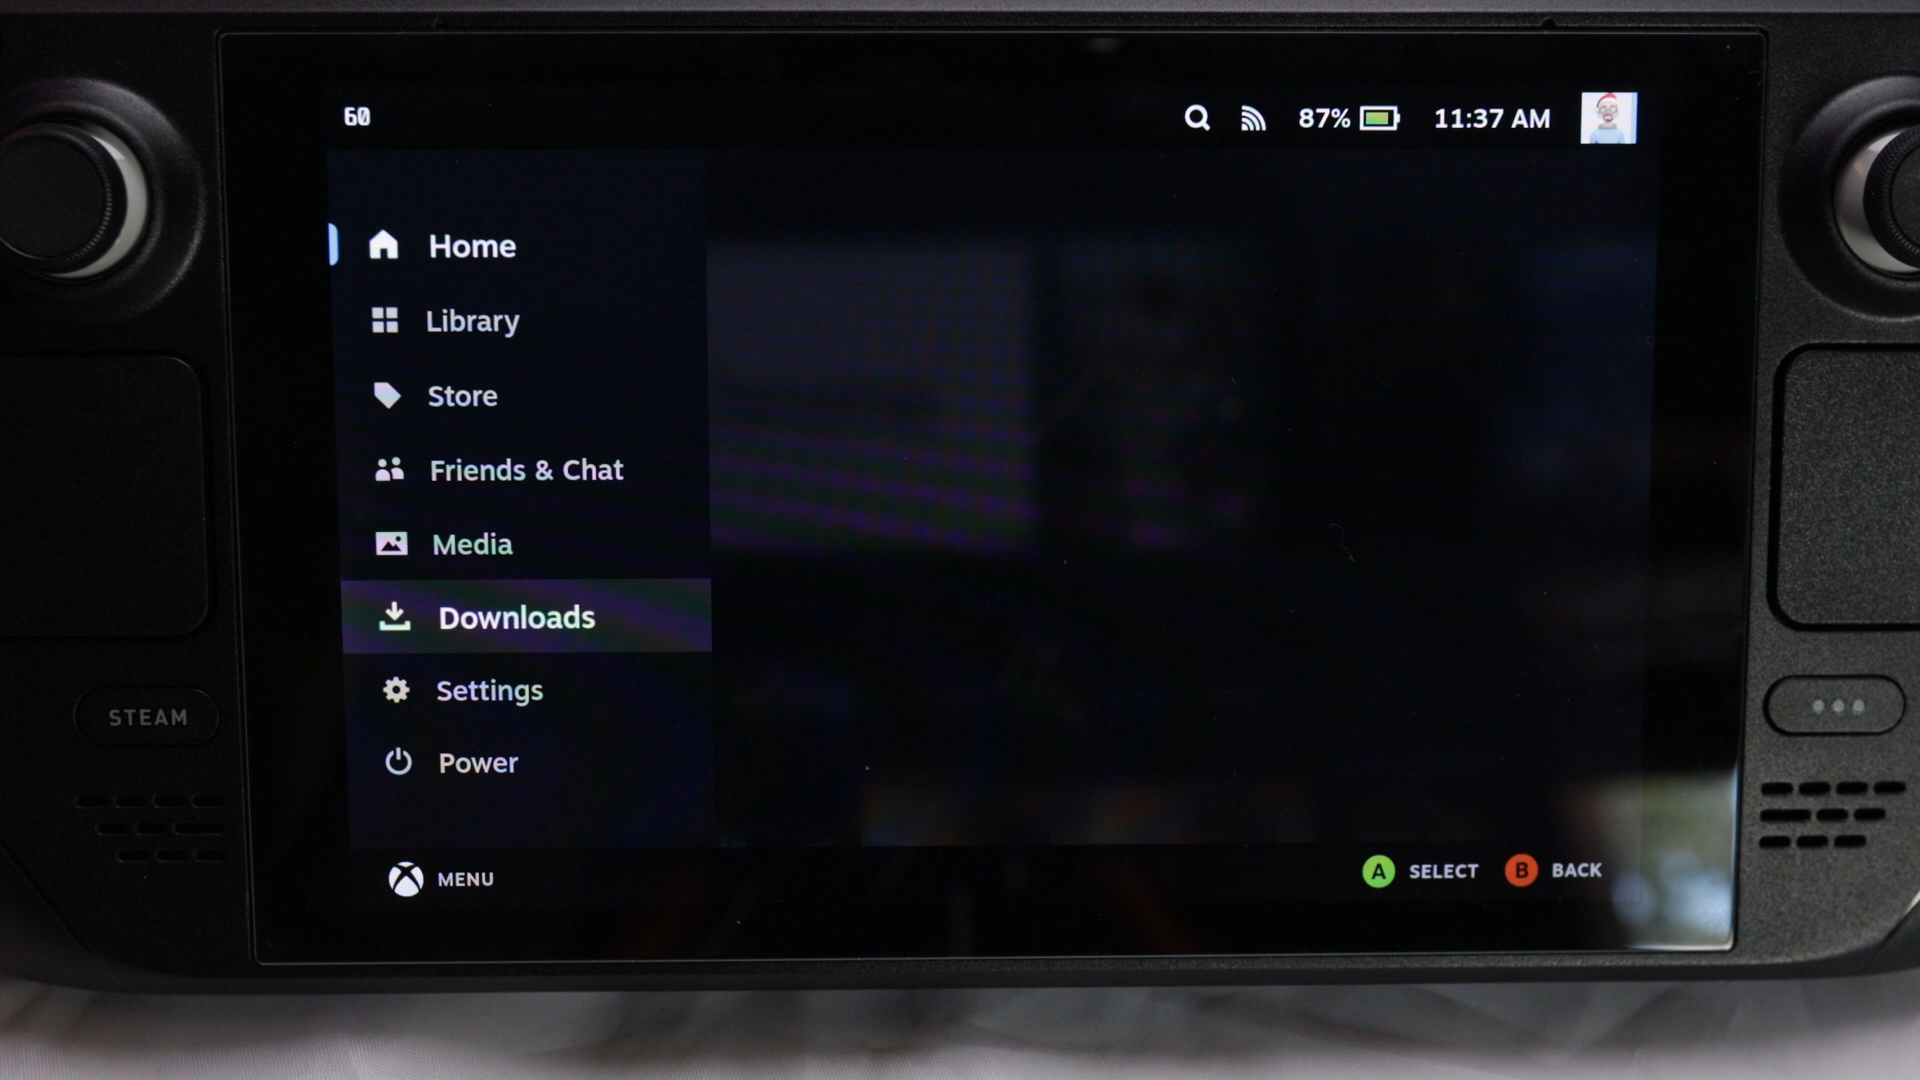 60
87% 11:37 AM
Home
Library
Store
Friends & Chat
Media
Downloads
Settings
Power
STEAM
MENU
A SELECT B BACK